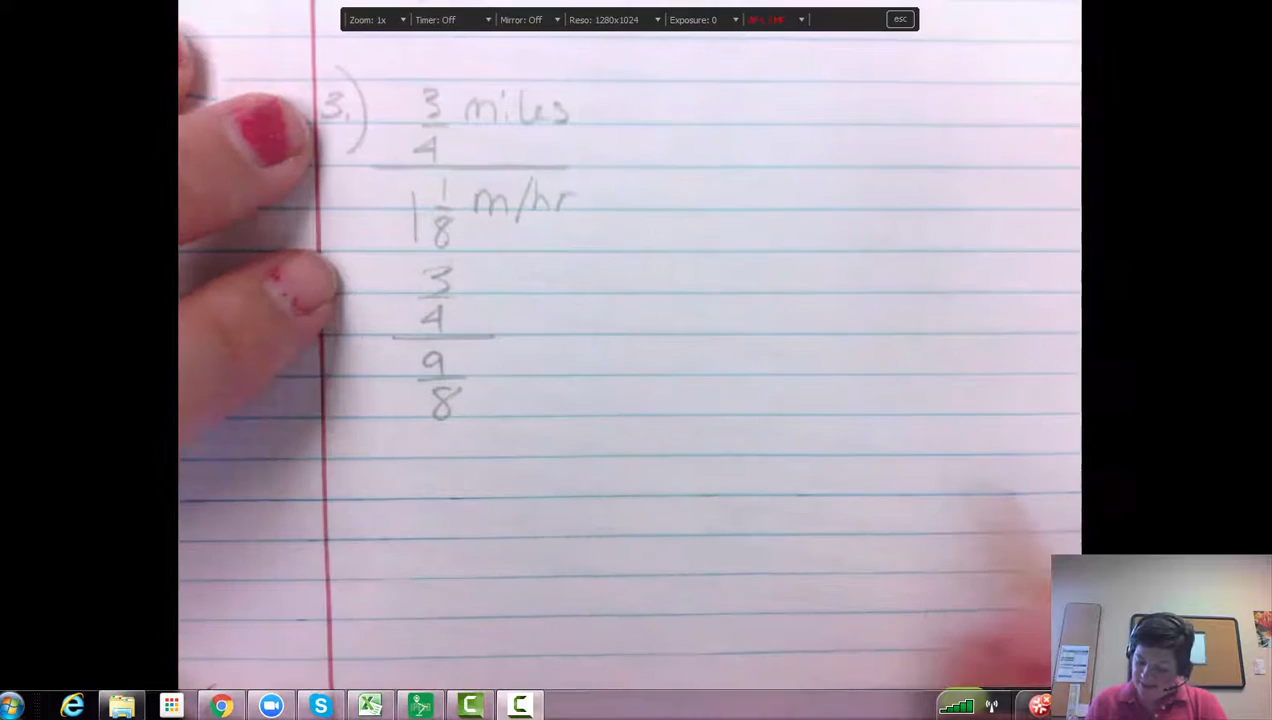 Zoom: 1x Timer: Off Mirror: Off Reso: 1280x1024 Exposure: 0 esc
3.) 3/4 miles
1 1/8 m/hr
3/4
9/8